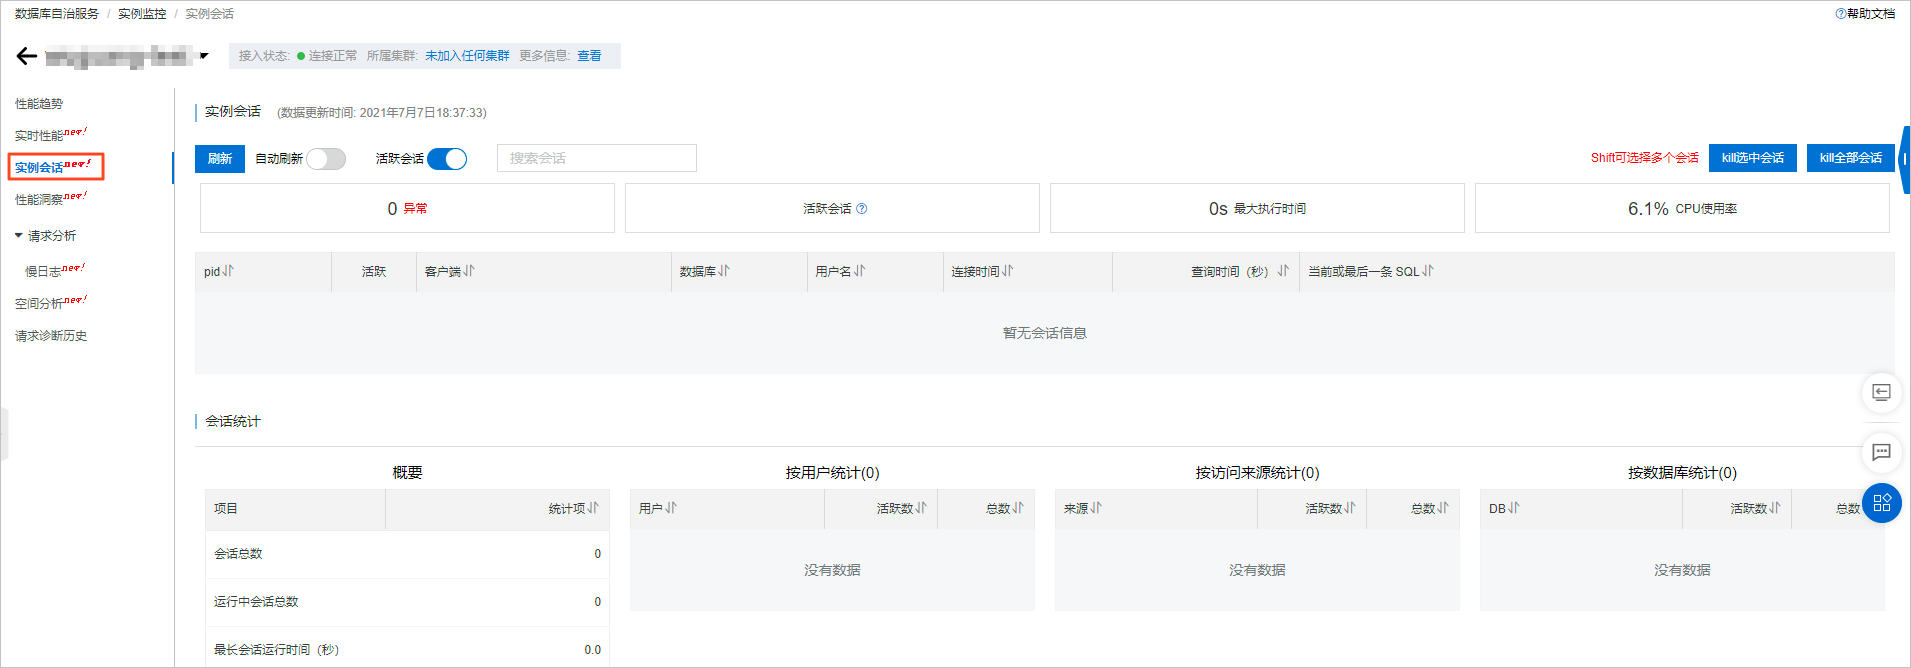 数据库自治服务 / 实例监控 / 实例会话
帮助文档
接入状态: 连接正常 所属集群: 未加入任何集群 更多信息: 查看
性能趋势
实时性能new!
实例会话new!
性能洞察new!
请求分析
慢日志new!
空间分析new!
请求诊断历史
实例会话 (数据更新时间: 2021年7月7日18:37:33)
刷新 自动刷新 活跃会话 搜索会话 Shift可选择多个会话 kill选中会话 kill全部会话
0 异常 活跃会话 0s 最大执行时间 6.1% CPU使用率
pid 活跃 客户端 数据库 用户名 连接时间 查询时间（秒） 当前或最后一条 SQL
暂无会话信息
会话统计
概要 按用户统计(0) 按访问来源统计(0) 按数据库统计(0)
项目 统计项 用户 活跃数 总数 来源 活跃数 总数 DB 活跃数 总数
会话总数 0
没有数据 没有数据 没有数据
运行中会话总数 0
最长会话运行时间（秒） 0.0